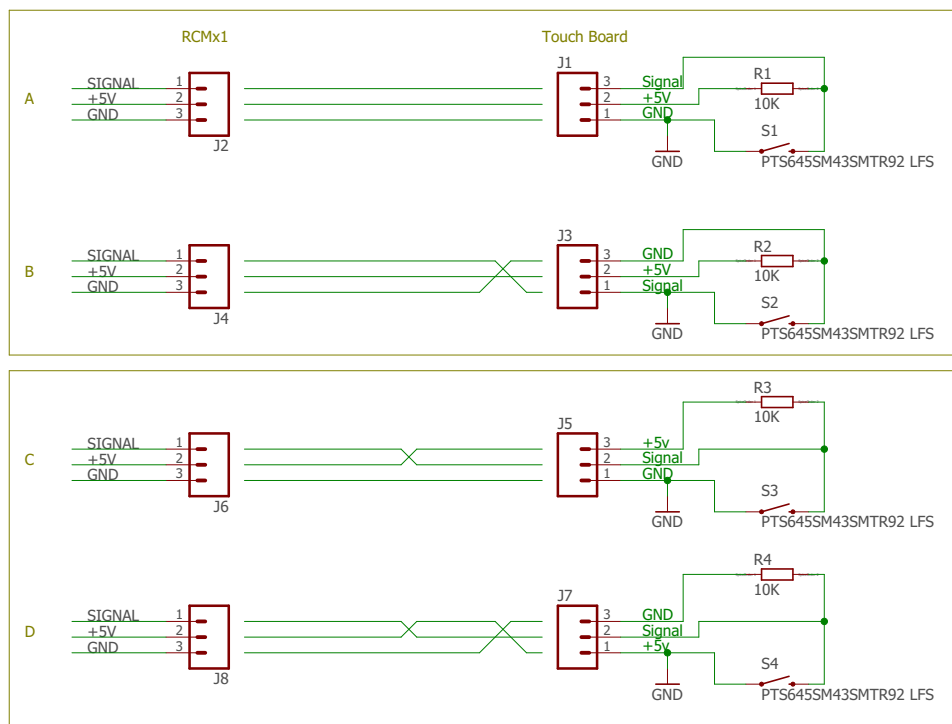 RCMx1 Touch Board
A
SIGNAL 1
+5V 2
GND 3
J2
J1
3 Signal
2 +5V
1 GND
GND
R1
10K
S1
PTS645SM43SMTR92 LFS
B
SIGNAL 1
+5V 2
GND 3
J4
J3
3 GND
2 +5V
1 Signal
GND
R2
10K
S2
PTS645SM43SMTR92 LFS
C
SIGNAL 1
+5V 2
GND 3
J6
J5
3 +5v
2 Signal
1 GND
GND
R3
10K
S3
PTS645SM43SMTR92 LFS
D
SIGNAL 1
+5V 2
GND 3
J8
J7
3 GND
2 Signal
1 +5v
GND
R4
10K
S4
PTS645SM43SMTR92 LFS